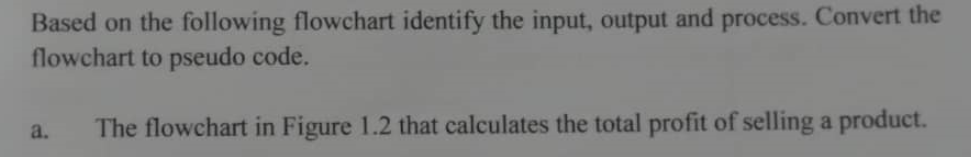 Based on the following flowchart identify the input, output and process. Convert the
flowchart to pseudo code.
a. The flowchart in Figure 1.2 that calculates the total profit of selling a product.